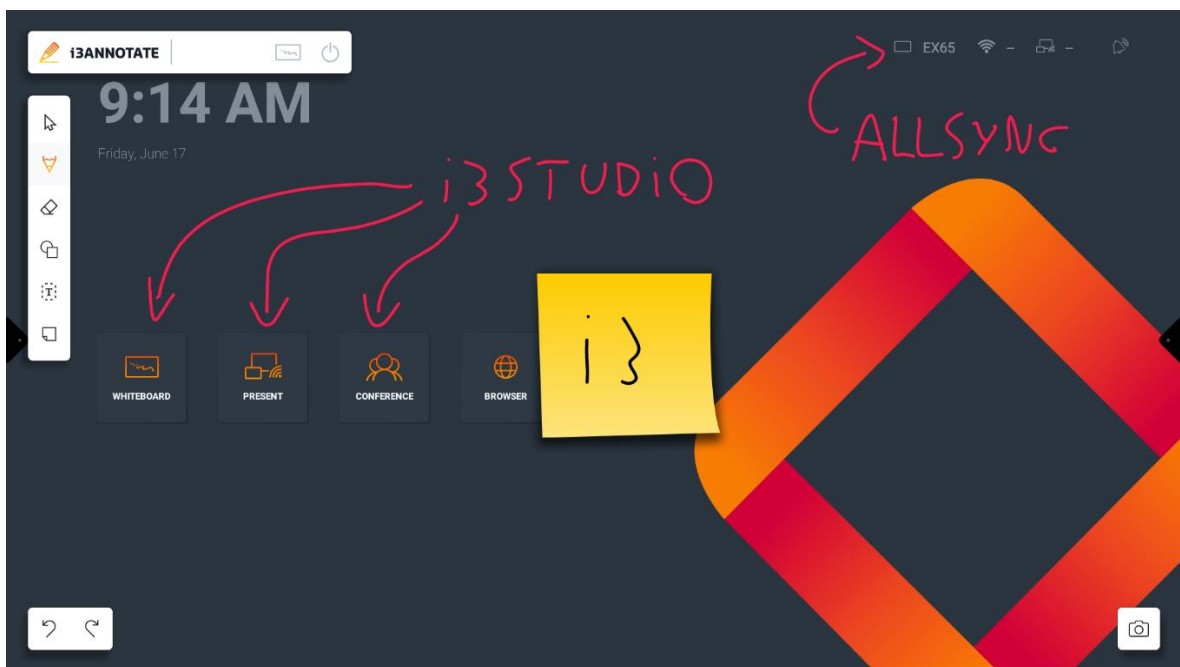 i3ANNOTATE
EX65 – –
9:14 AM
Friday, June 17
ALLSYNC
i3STUDiO
i3
WHITEBOARD PRESENT CONFERENCE BROWSER